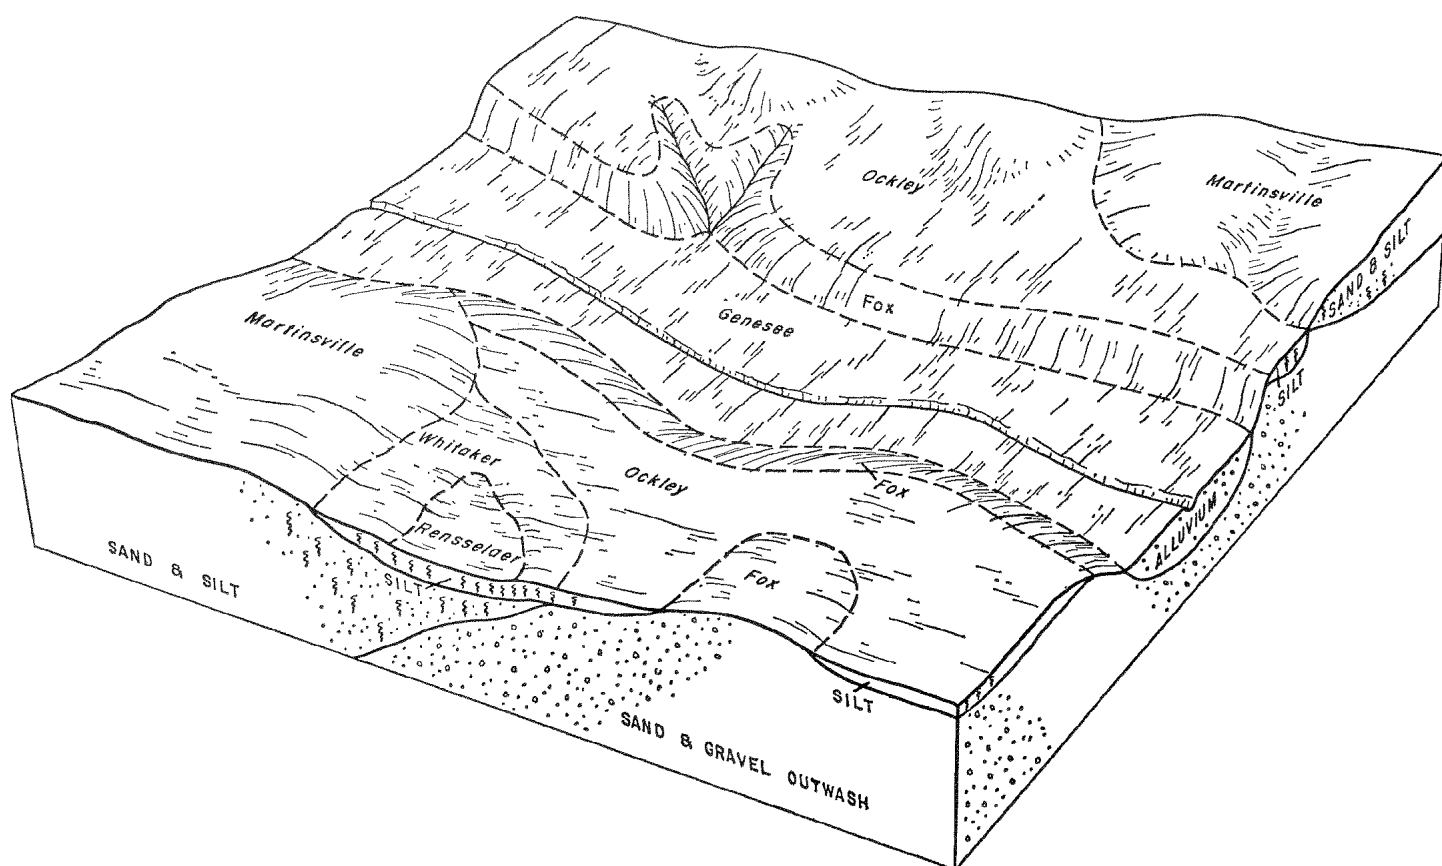 Ockley
Martinsville
SAND & SILT
Fox
Genesee
Martinsville
SILT
Whitaker
Ockley
Fox
Rensselaer
ALLUVIUM
SAND & SILT
SILT
Fox
SILT
SAND & GRAVEL OUTWASH